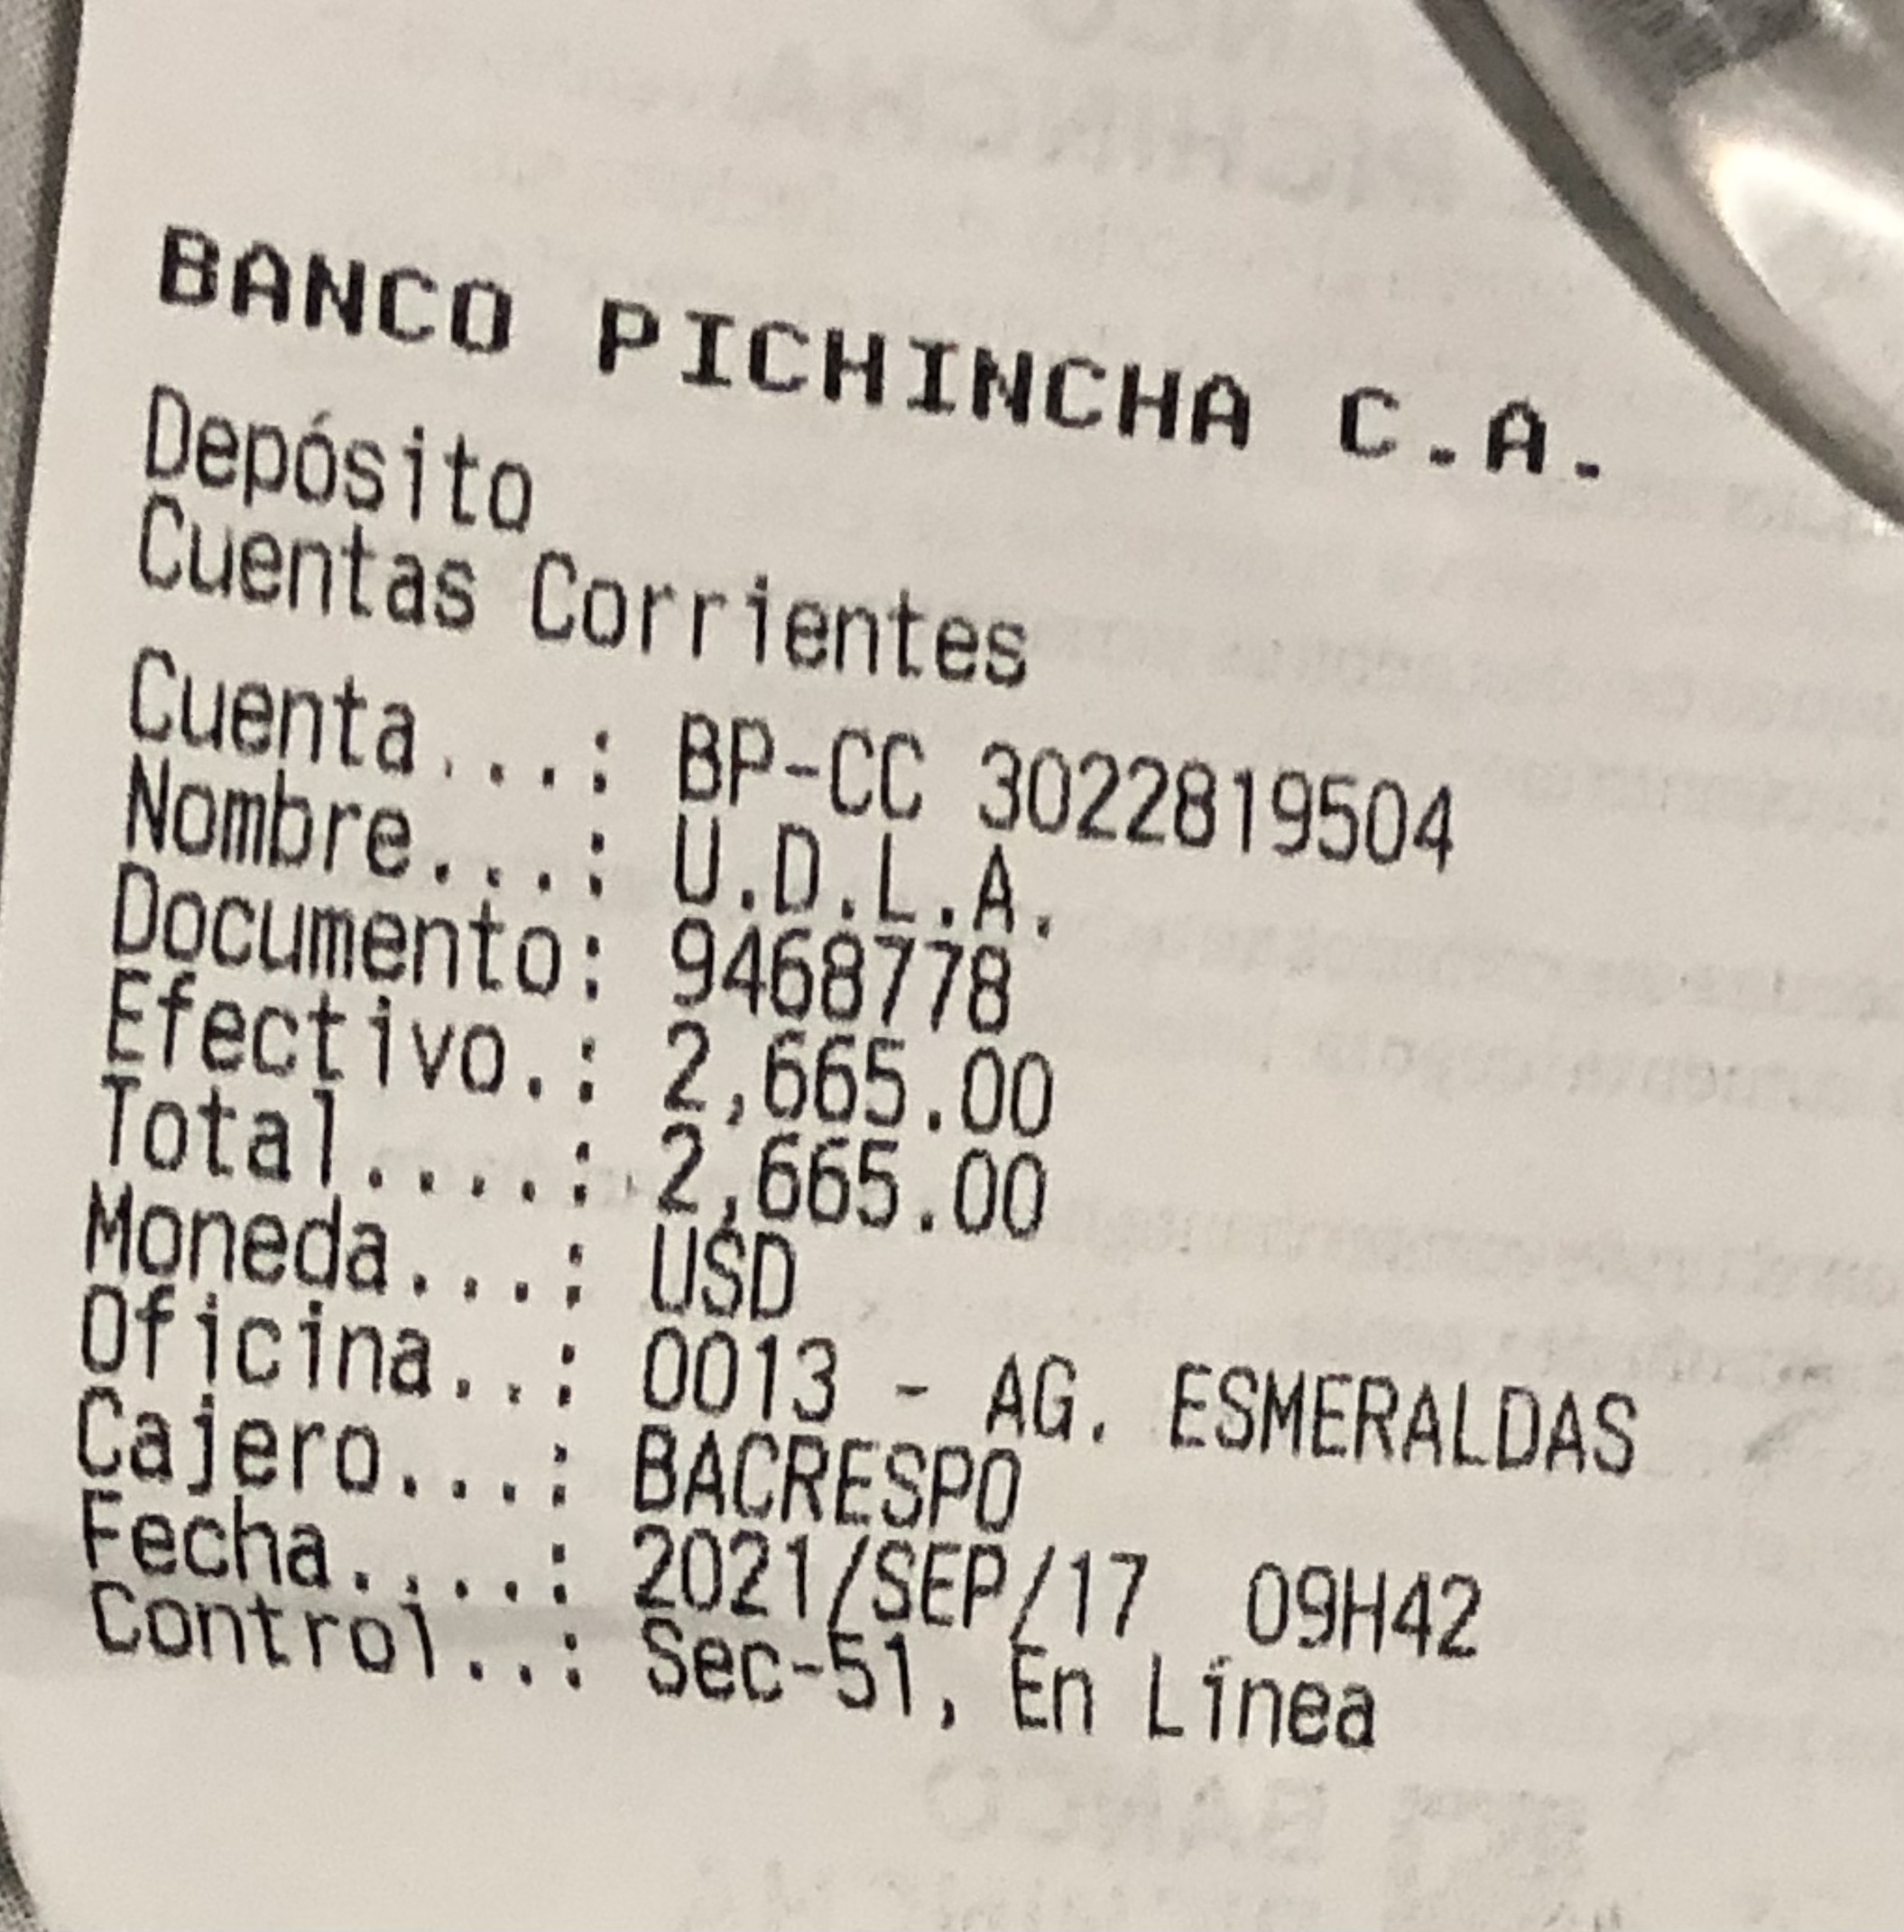 BANCO PICHINCHA C.A.
Depósito
Cuentas Corrientes
Cuenta...: BP-CC 3022819504
Nombre...: U.D.L.A.
Documento: 9468778
Efectivo.: 2,665.00
Total....: 2,665.00
Moneda...: USD
Oficina..: 0013 - AG. ESMERALDAS
Cajero...: BACRESPO
Fecha....: 2021/SEP/17 09H42
Control..: Sec-51, En Línea